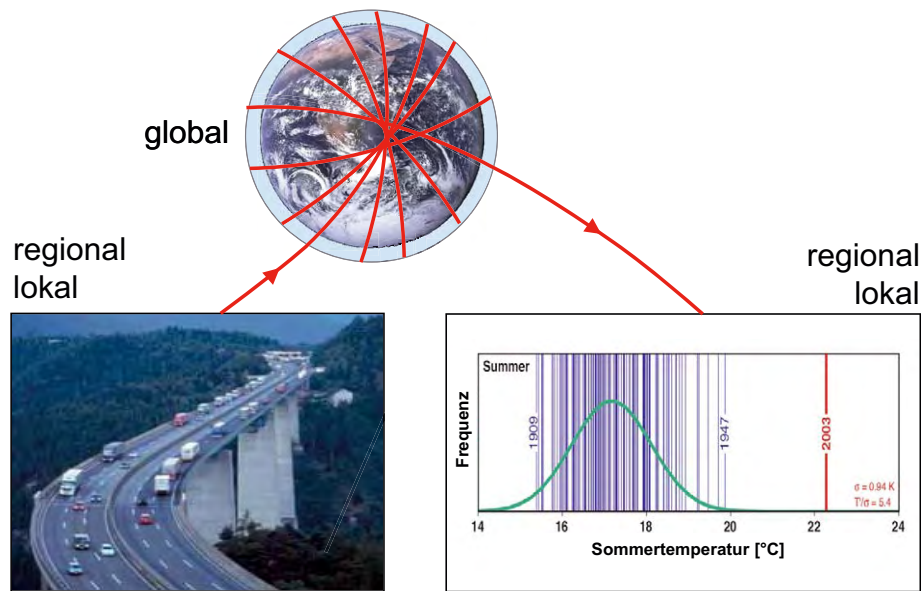 global
regional
lokal
regional
lokal
Summer
Frequenz
1909
1947
2003
σ = 0.94 K
T'/σ = 5.4
14 16 18 20 22 24
Sommertemperatur [°C]